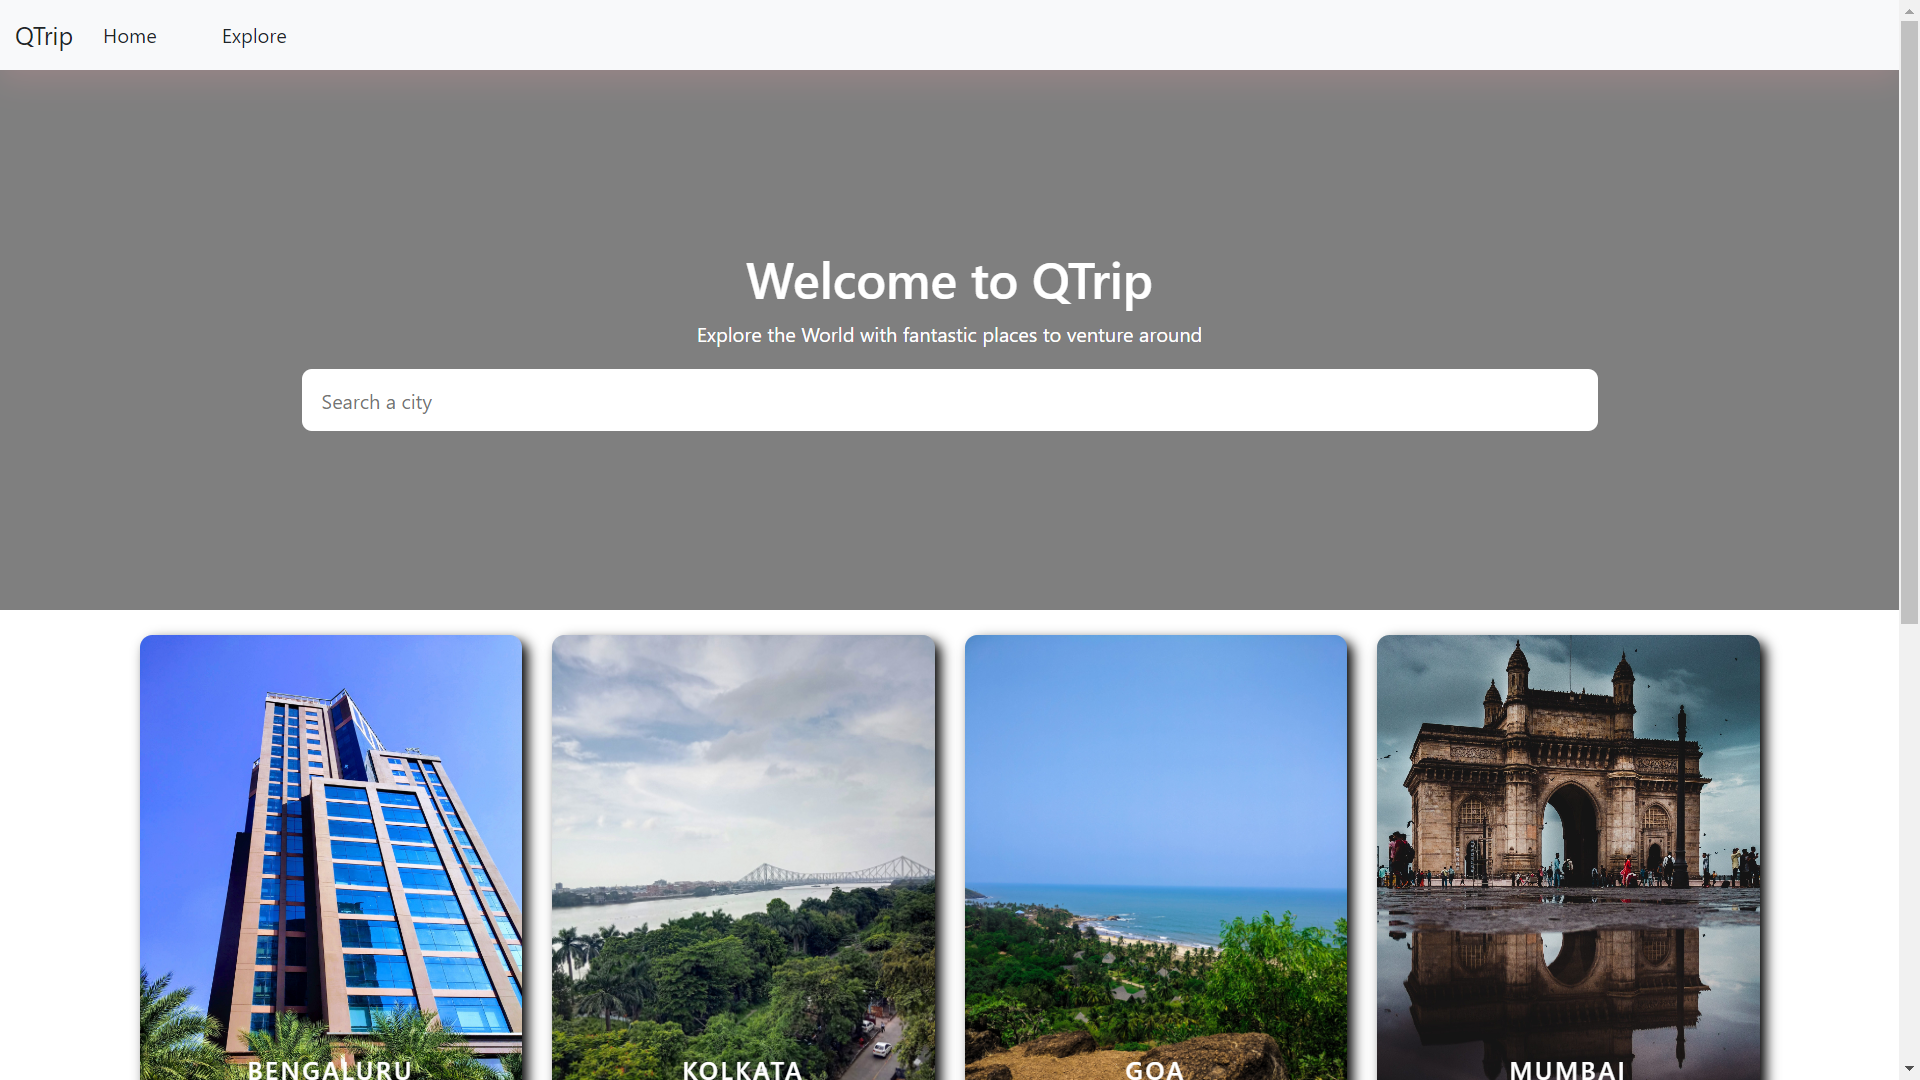 QTrip Home Explore
Welcome to QTrip
Explore the World with fantastic places to venture around
Search a city
BENGALURU KOLKATA GOA MUMBAI